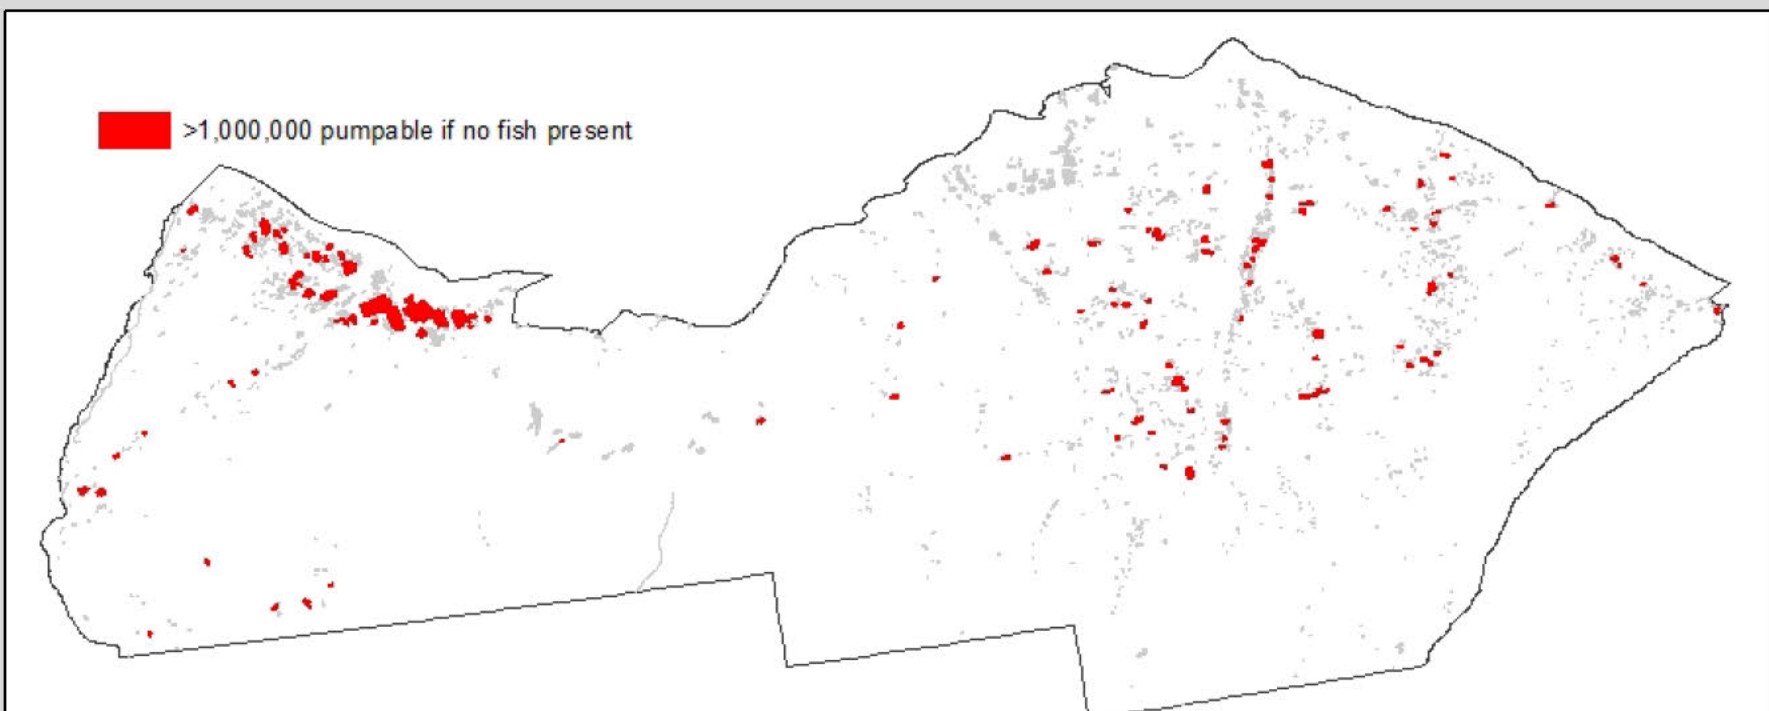 >1,000,000 pumpable if no fish present